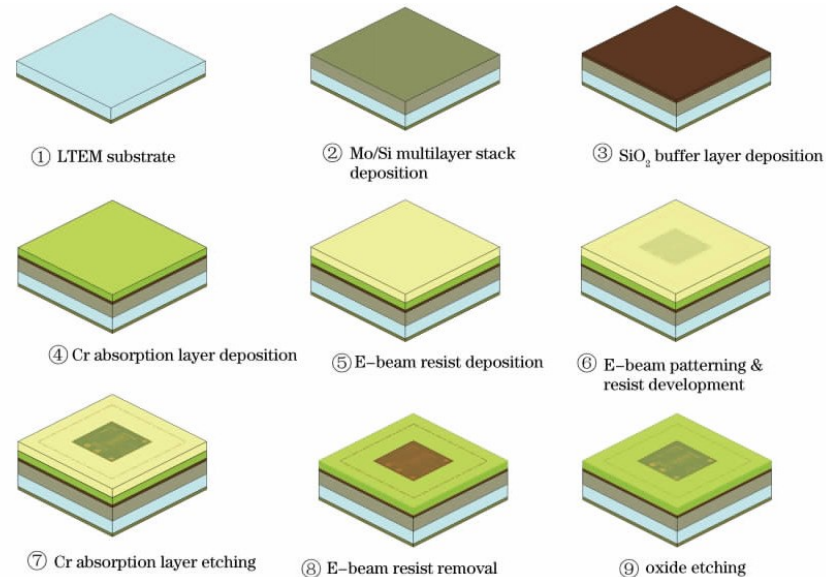 ① LTEM substrate
② Mo/Si multilayer stack
deposition
③ SiO₂ buffer layer deposition
④ Cr absorption layer deposition
⑤ E-beam resist deposition
⑥ E-beam patterning &
resist development
⑦ Cr absorption layer etching
⑧ E-beam resist removal
⑨ oxide etching